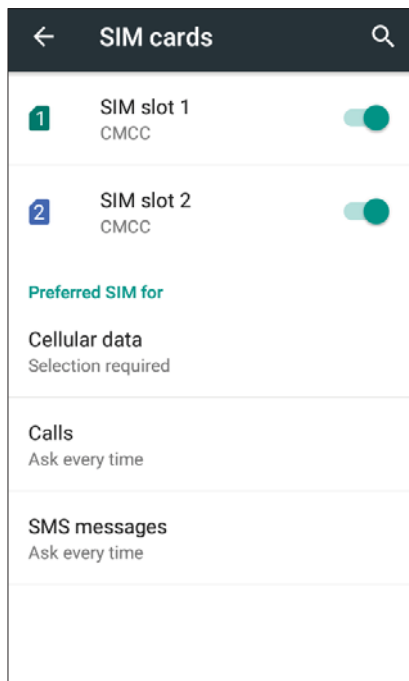 SIM cards
1
SIM slot 1
CMCC
2
SIM slot 2
CMCC
Preferred SIM for
Cellular data
Selection required
Calls
Ask every time
SMS messages
Ask every time